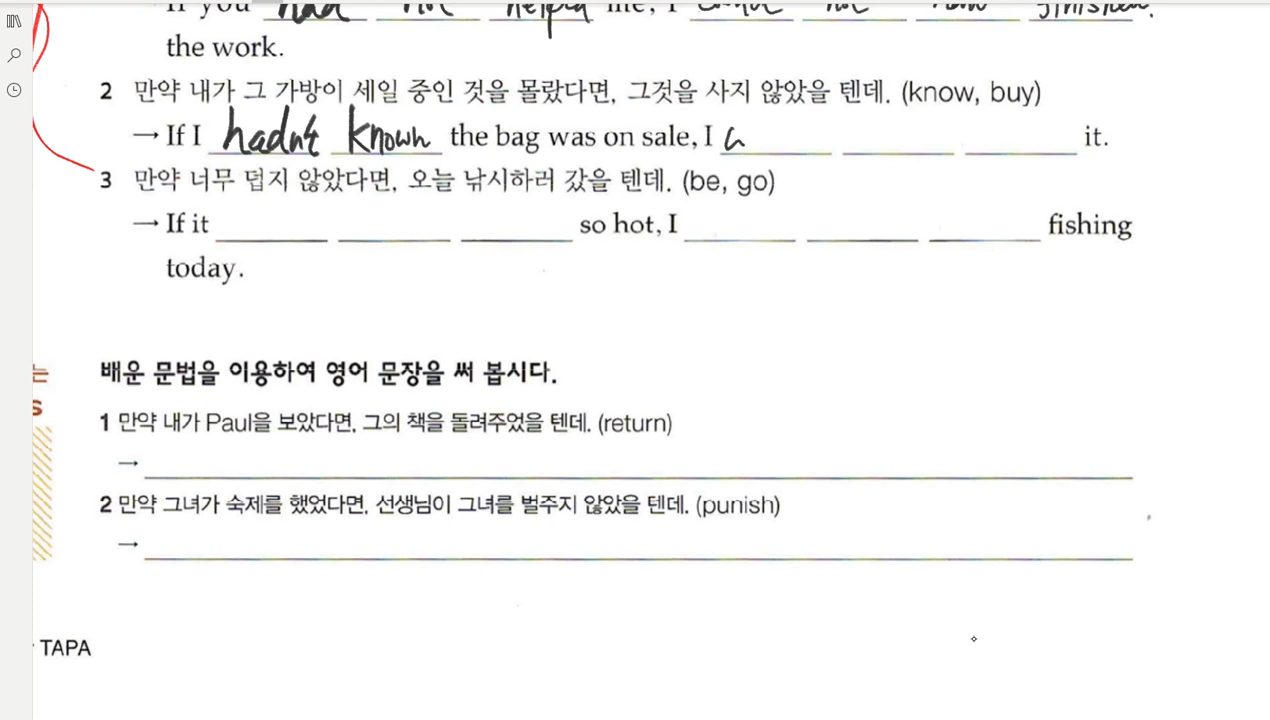 If you had not helped me, I could not have finished.
the work.
2 만약 내가 그 가방이 세일 중인 것을 몰랐다면, 그것을 사지 않았을 텐데. (know, buy)
→ If I hadn't known the bag was on sale, I it.
3 만약 너무 덥지 않았다면, 오늘 낚시하러 갔을 텐데. (be, go)
→ If it so hot, I fishing
today.
는
s
배운 문법을 이용하여 영어 문장을 써 봅시다.
1 만약 내가 Paul을 보았다면, 그의 책을 돌려주었을 텐데. (return)
→
2 만약 그녀가 숙제를 했었다면, 선생님이 그녀를 벌주지 않았을 텐데. (punish)
→
TAPA